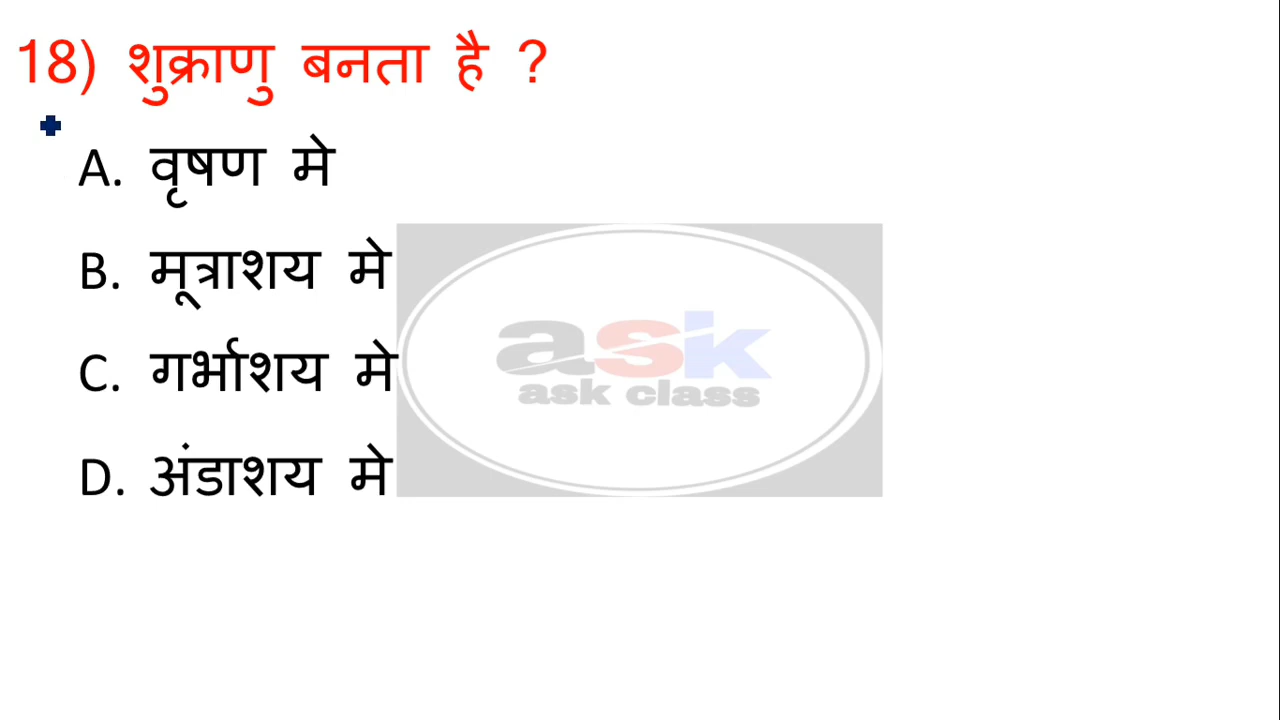 18) शुक्राणु बनता है ?
A. वृषण मे
B. मूत्राशय मे
C. गर्भाशय मे
D. अंडाशय मे
ask
ask class